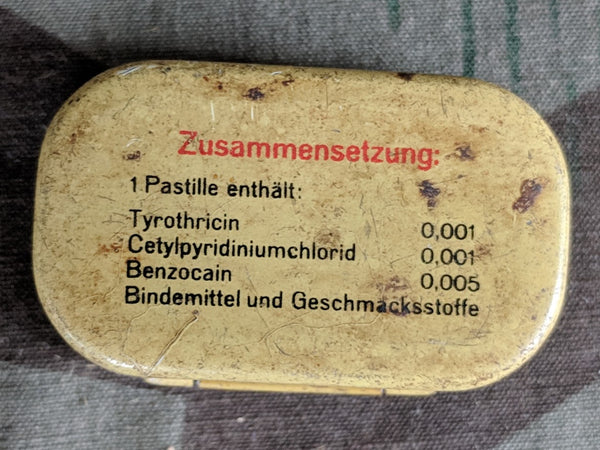 Zusammensetzung:
1 Pastille enthält:
Tyrothricin 0,001
Cetylpyridiniumchlorid 0,001
Benzocain 0,005
Bindemittel und Geschmacksstoffe